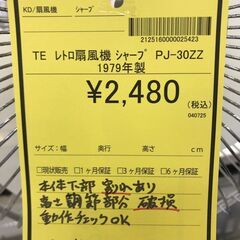 KD/扇風機
シャープ
2125160000025423
TE レトロ扇風機 シャープ PJ-30ZZ
1979年製
¥2,480
(税込)
040725
サイズ:幅 奥行 高さ cm
□現状販売 □1ヶ月保証 □3ヶ月保証 □6ヶ月保証
本体下部 割れあり
高さ調節部分 破損
動作チェックOK